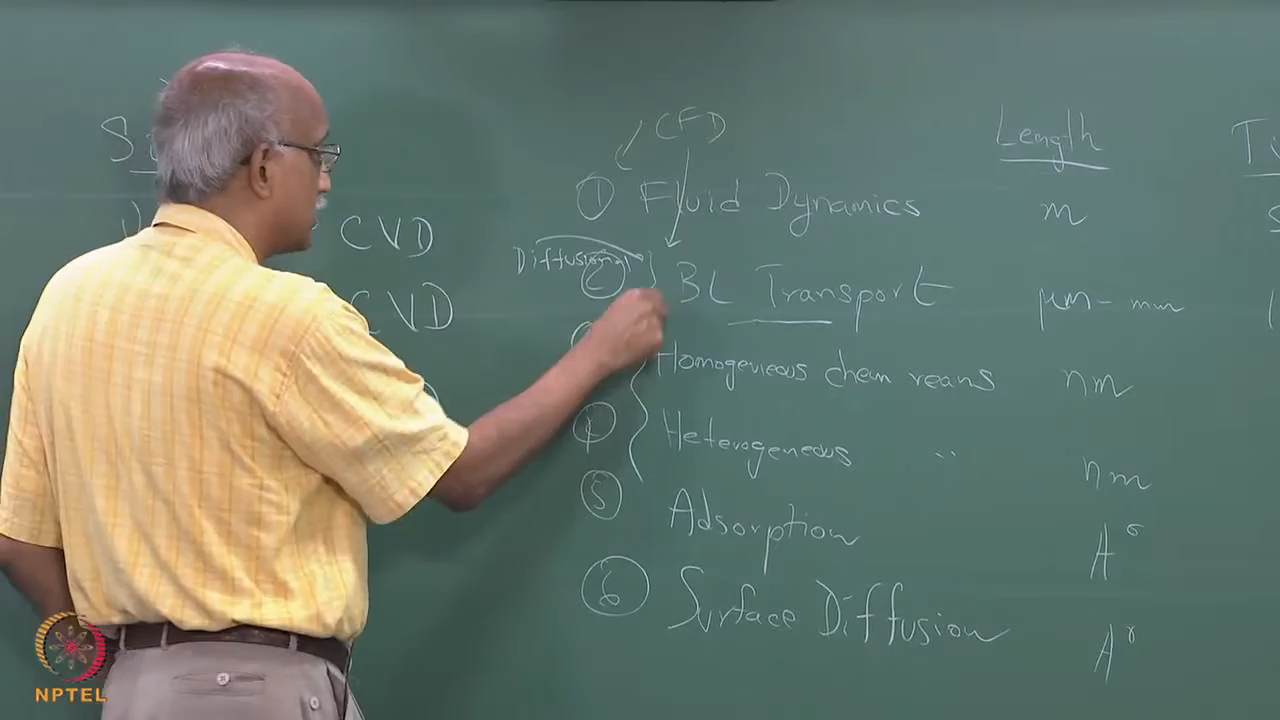 CFD
Length
① Fluid Dynamics m
CVD
Diffusional
② BL Transport μm - mm
CVD
Homogeneous chem reacns nm
④ Heterogeneous " nm
⑤ Adsorption A°
⑥ Surface Diffusion A°
NPTEL